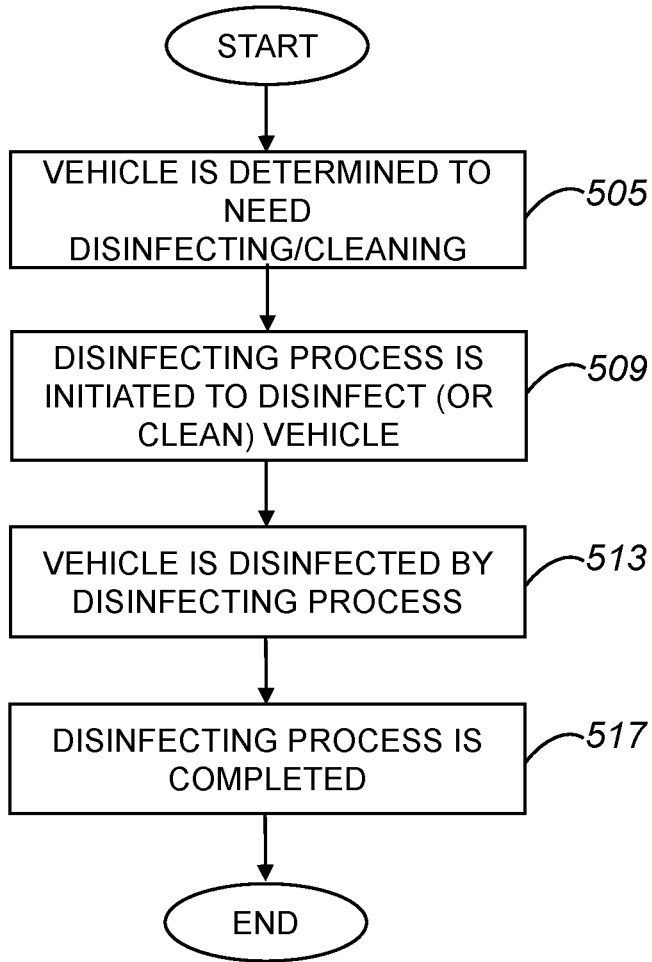 START
VEHICLE IS DETERMINED TO
NEED
DISINFECTING/CLEANING
505
DISINFECTING PROCESS IS
INITIATED TO DISINFECT (OR
CLEAN) VEHICLE
509
VEHICLE IS DISINFECTED BY
DISINFECTING PROCESS
513
DISINFECTING PROCESS IS
COMPLETED
517
END